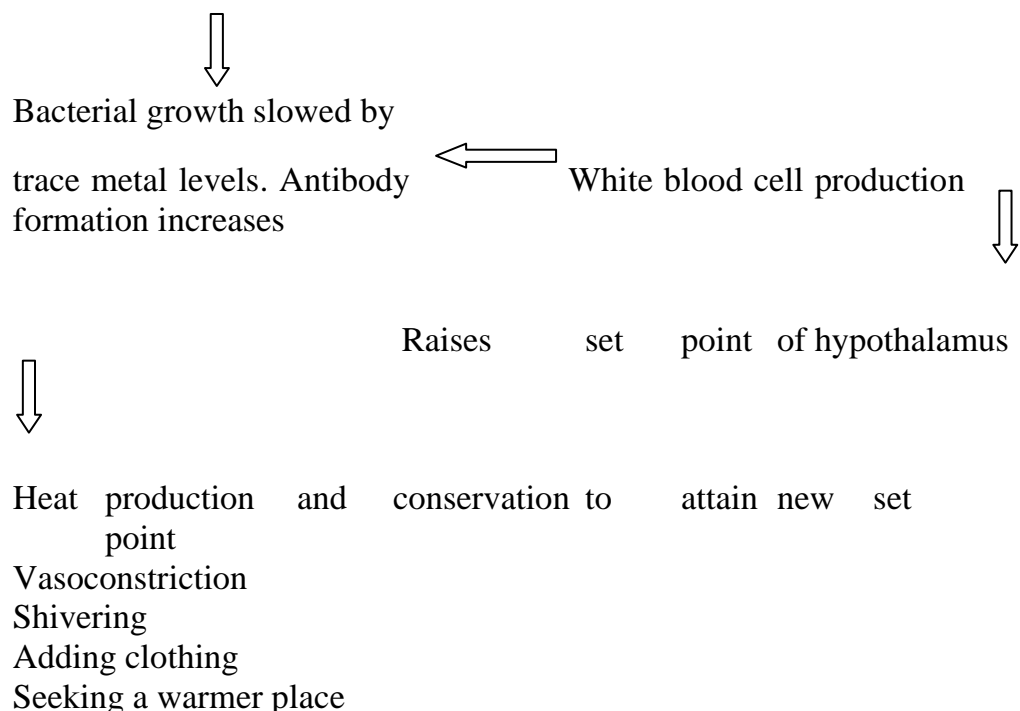 Bacterial growth slowed by
trace metal levels. Antibody
formation increases
White blood cell production
Raises set point of hypothalamus
Heat production and conservation to attain new set
point
Vasoconstriction
Shivering
Adding clothing
Seeking a warmer place